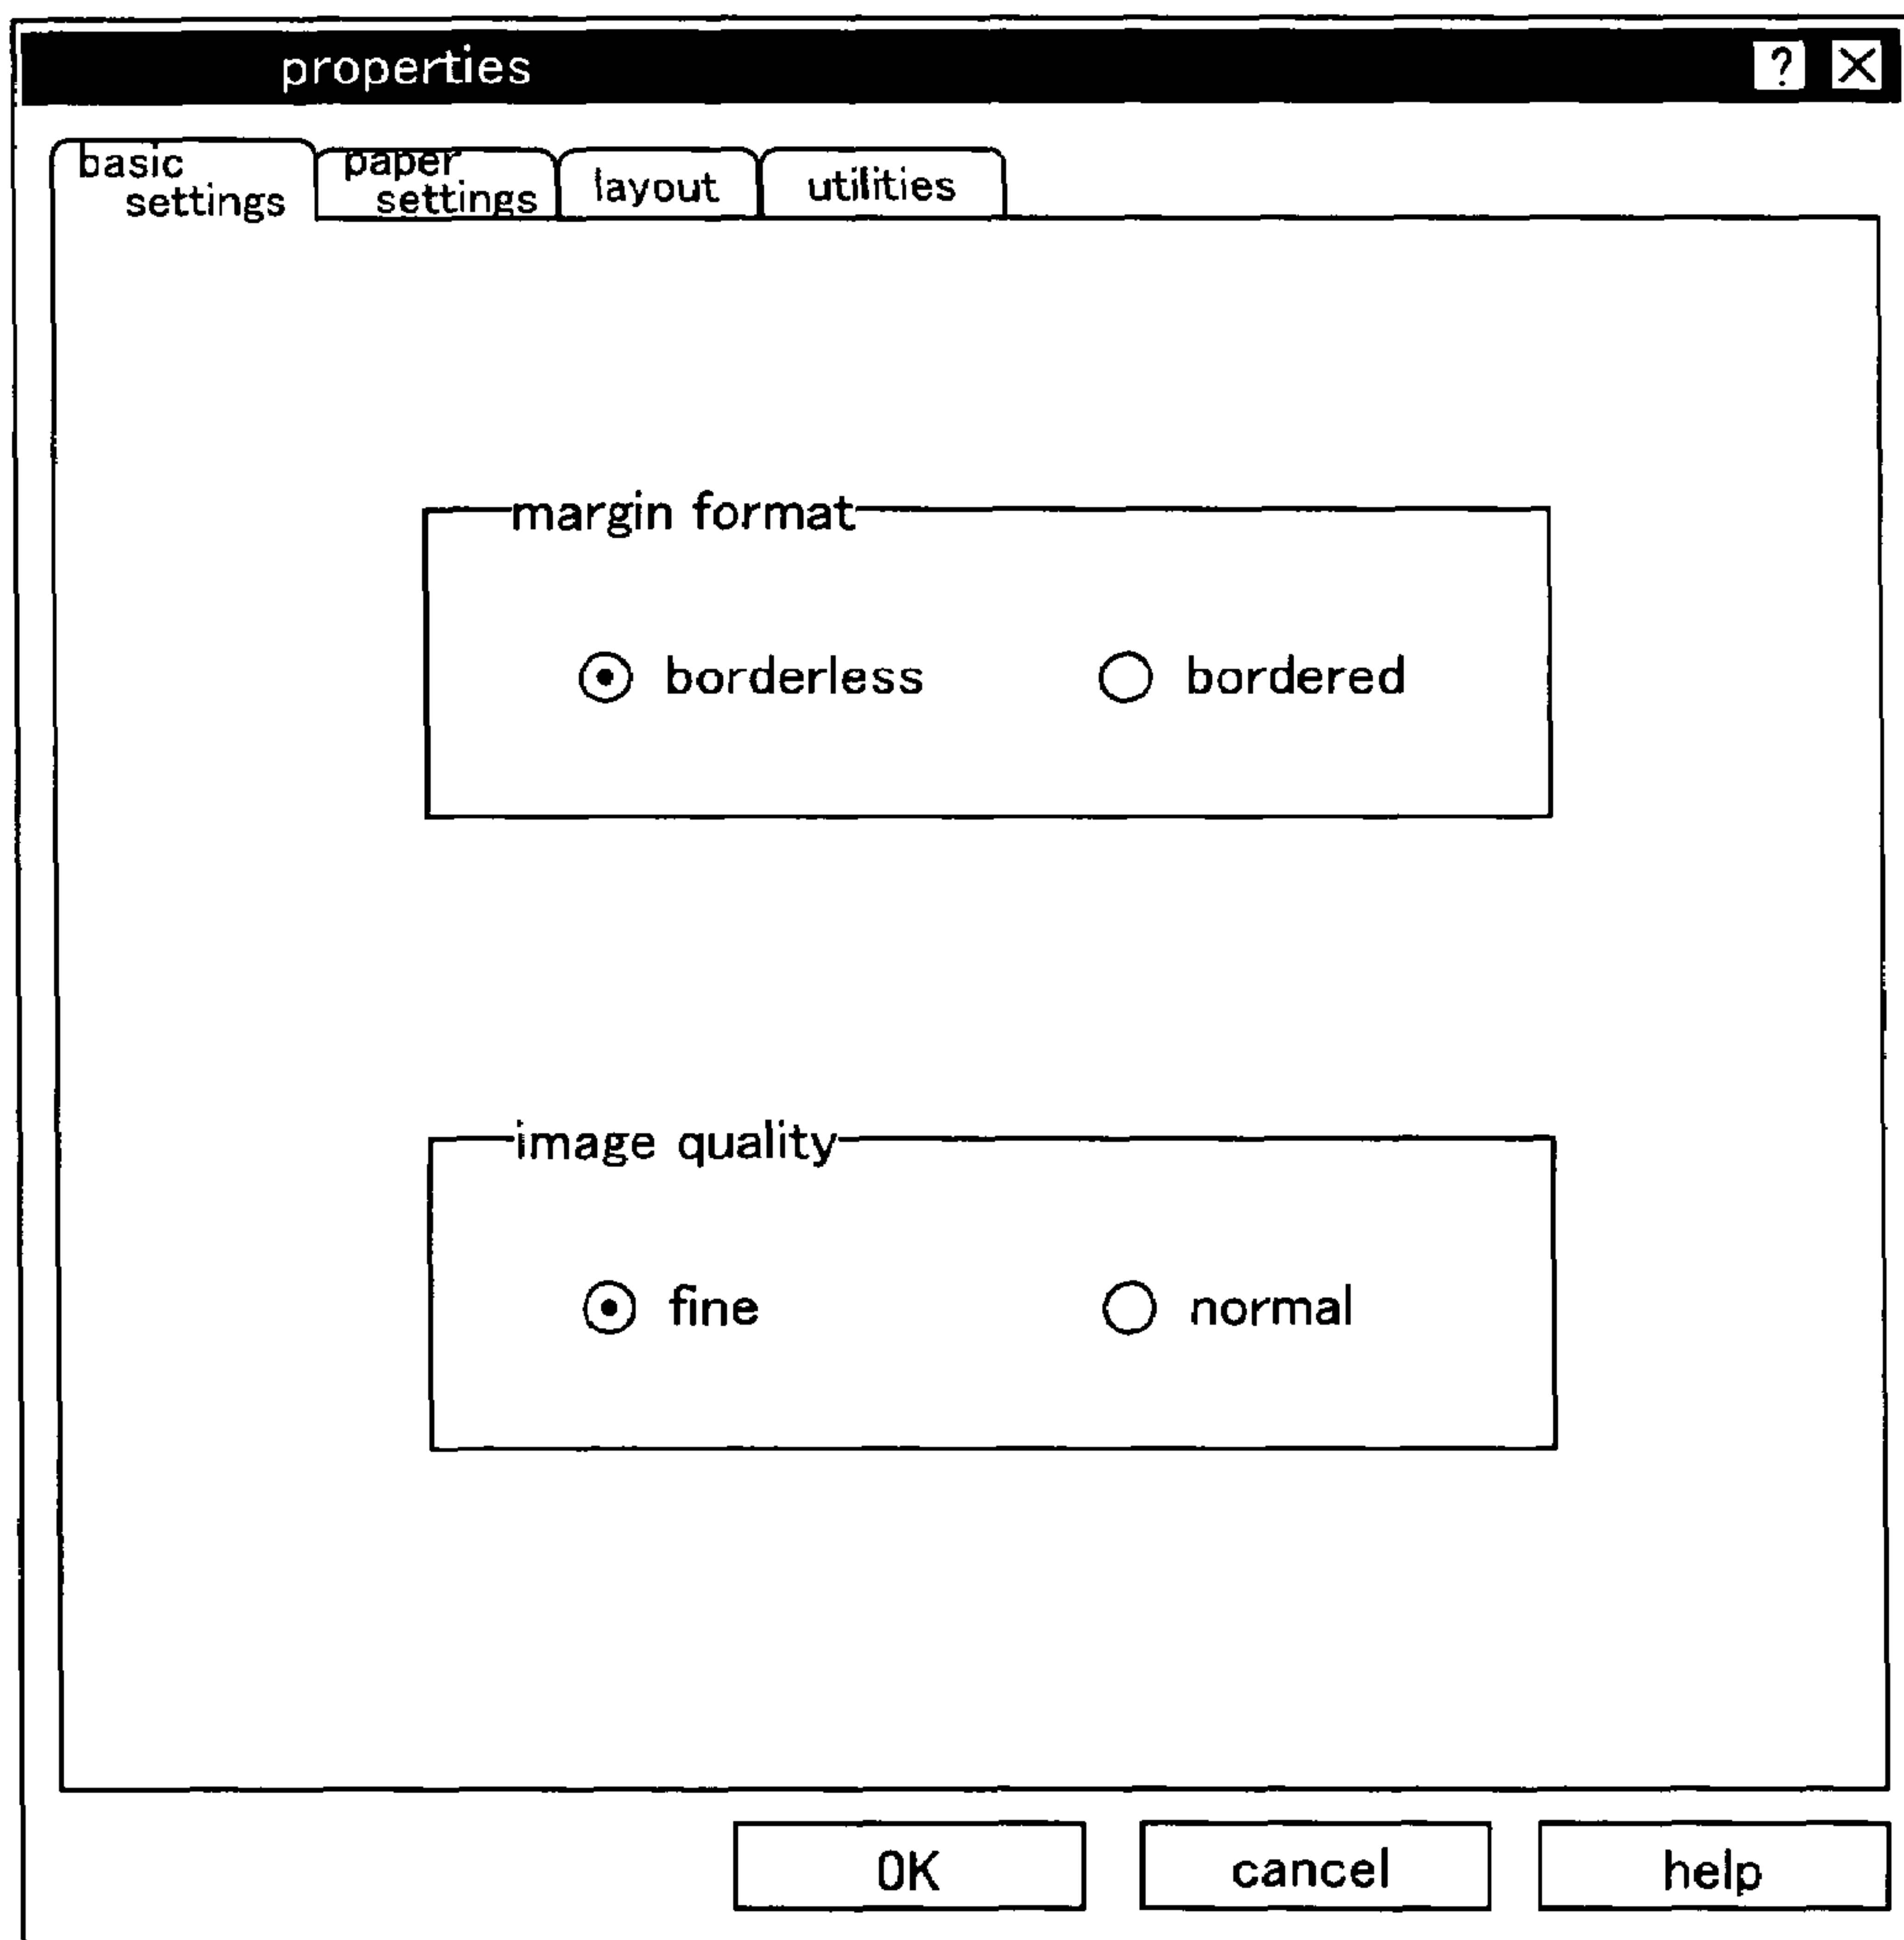 properties ? X
basic
settings
paper
settings
layout
utilities
margin format
borderless bordered
image quality
fine normal
OK cancel help